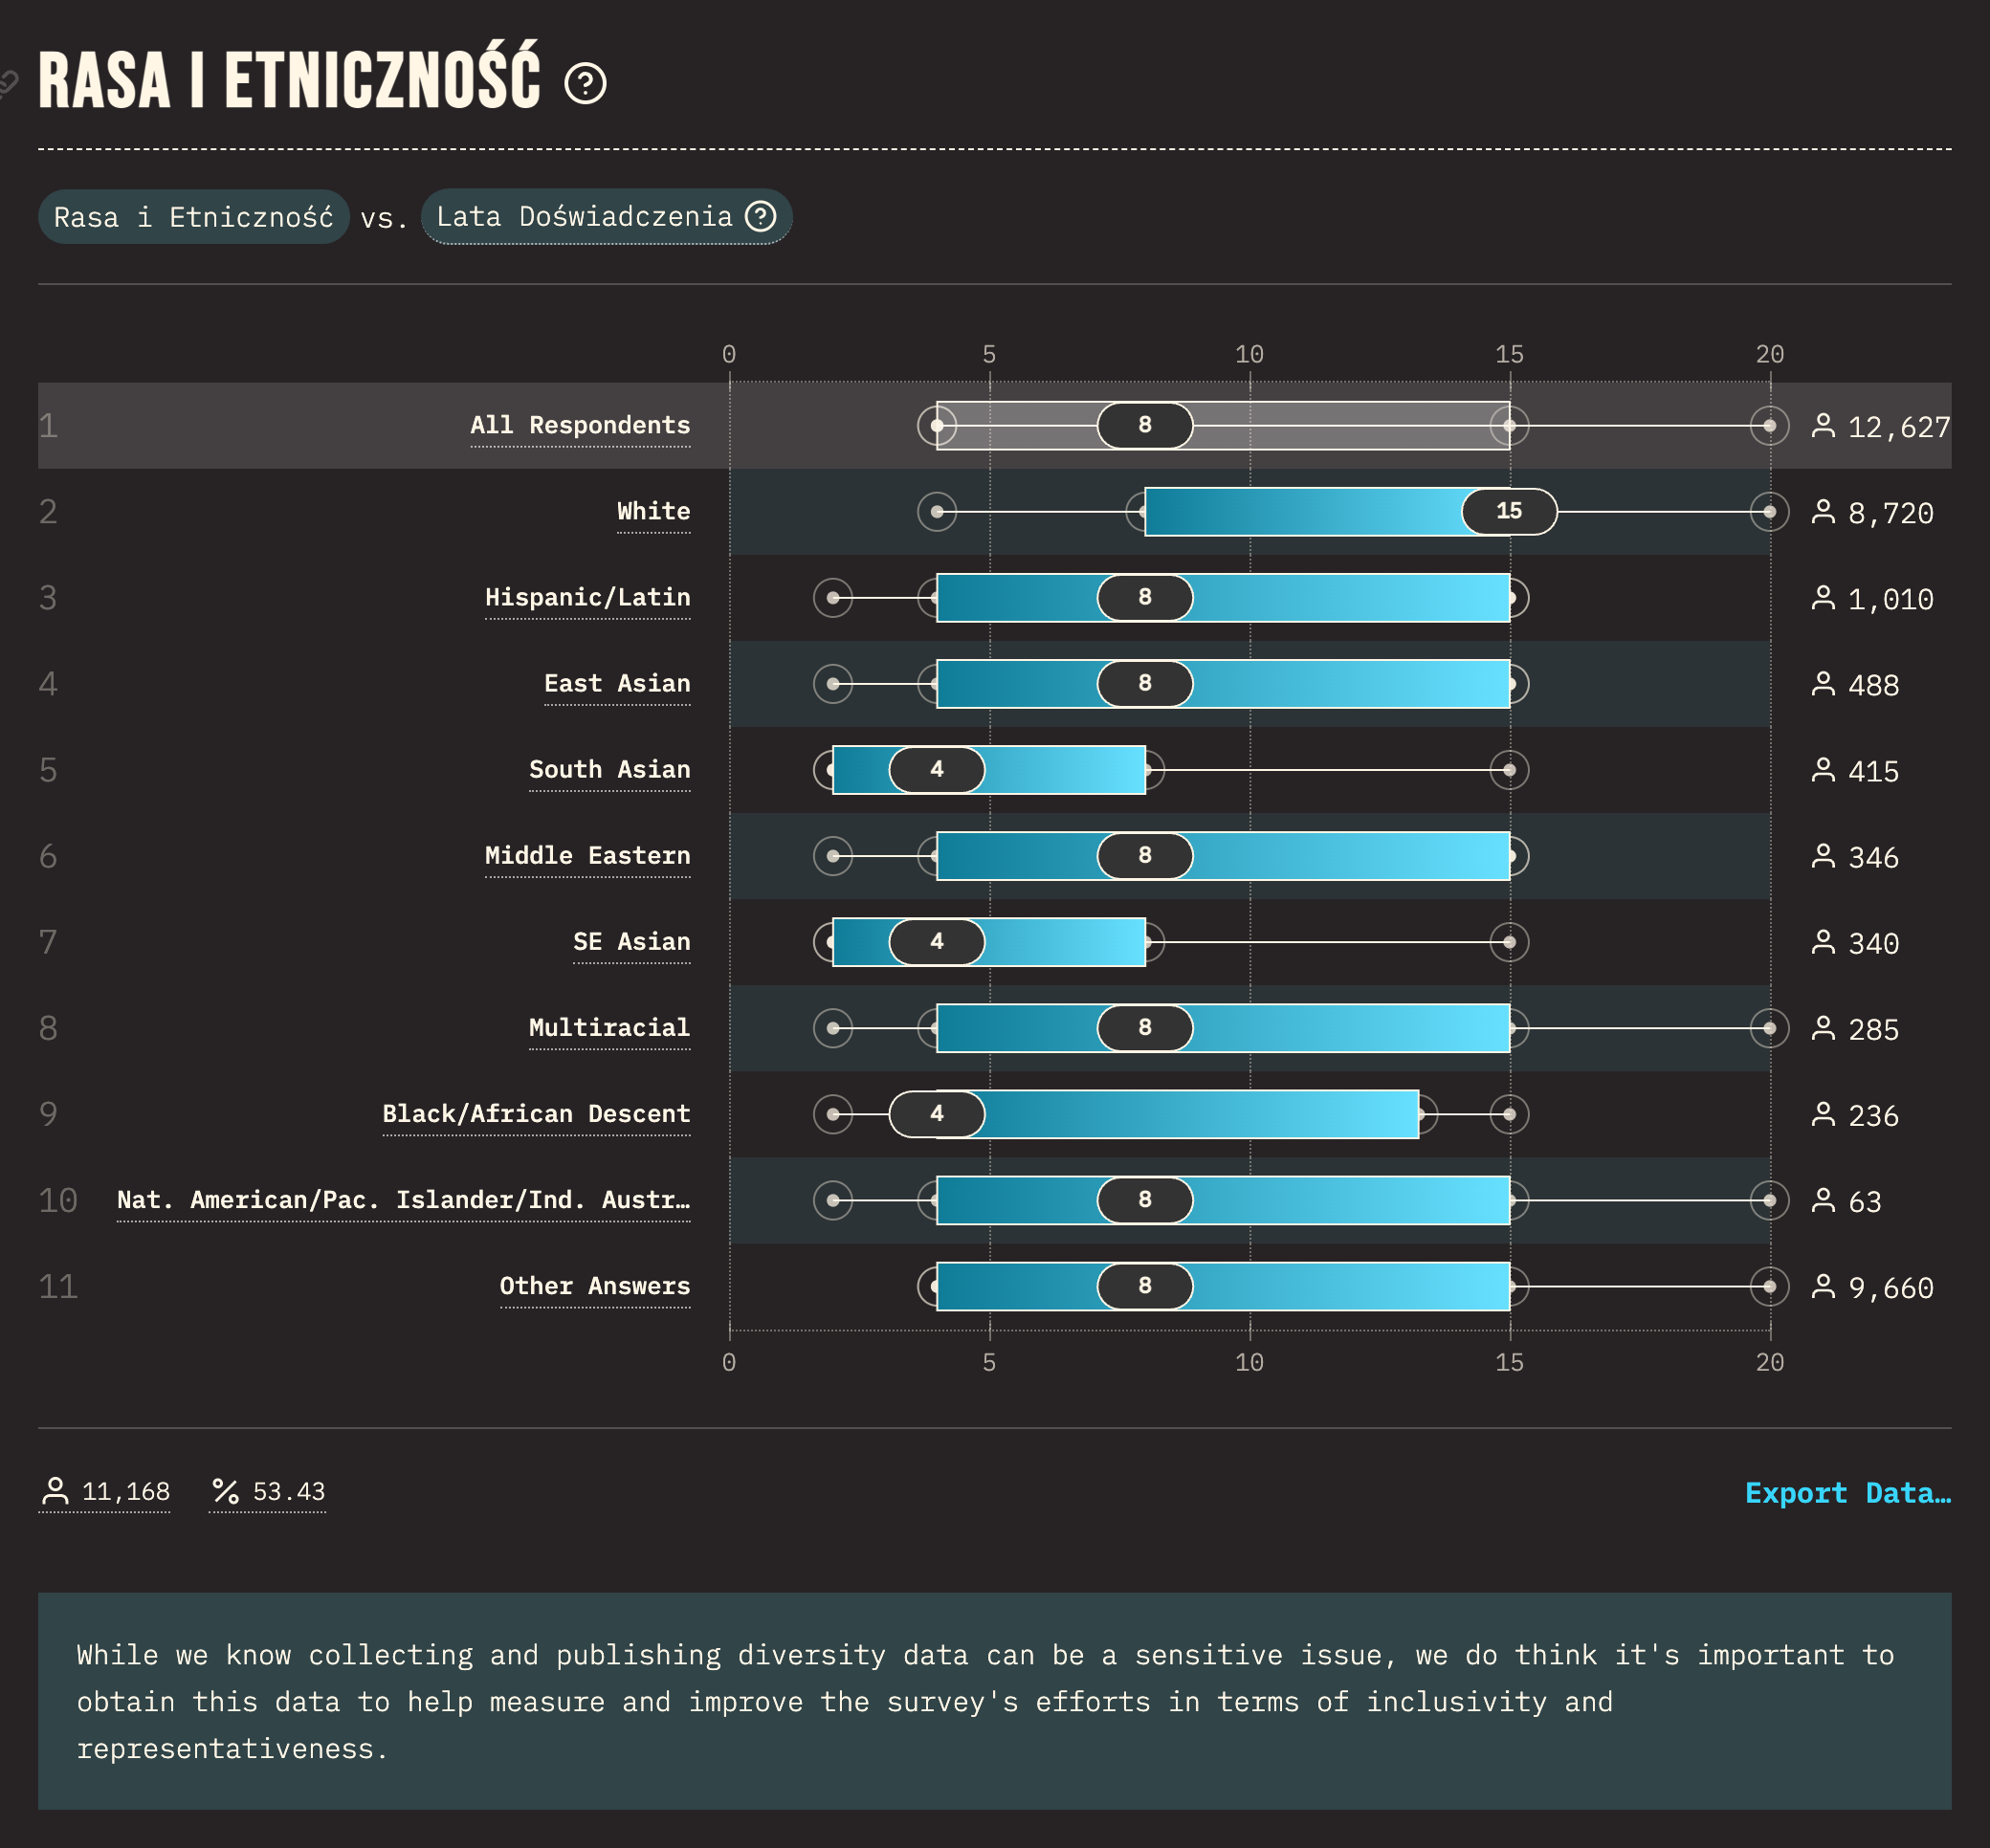 RASA I ETNICZNOŚĆ
Rasa i Etniczność vs. Lata Doświadczenia
0 5 10 15 20
1 All Respondents 8 12,627
2 White 15 8,720
3 Hispanic/Latin 8 1,010
4 East Asian 8 488
5 South Asian 4 415
6 Middle Eastern 8 346
7 SE Asian 4 340
8 Multiracial 8 285
9 Black/African Descent 4 236
10 Nat. American/Pac. Islander/Ind. Austr… 8 63
11 Other Answers 8 9,660
0 5 10 15 20
11,168 % 53.43 Export Data…
While we know collecting and publishing diversity data can be a sensitive issue, we do think it's important to
obtain this data to help measure and improve the survey's efforts in terms of inclusivity and
representativeness.